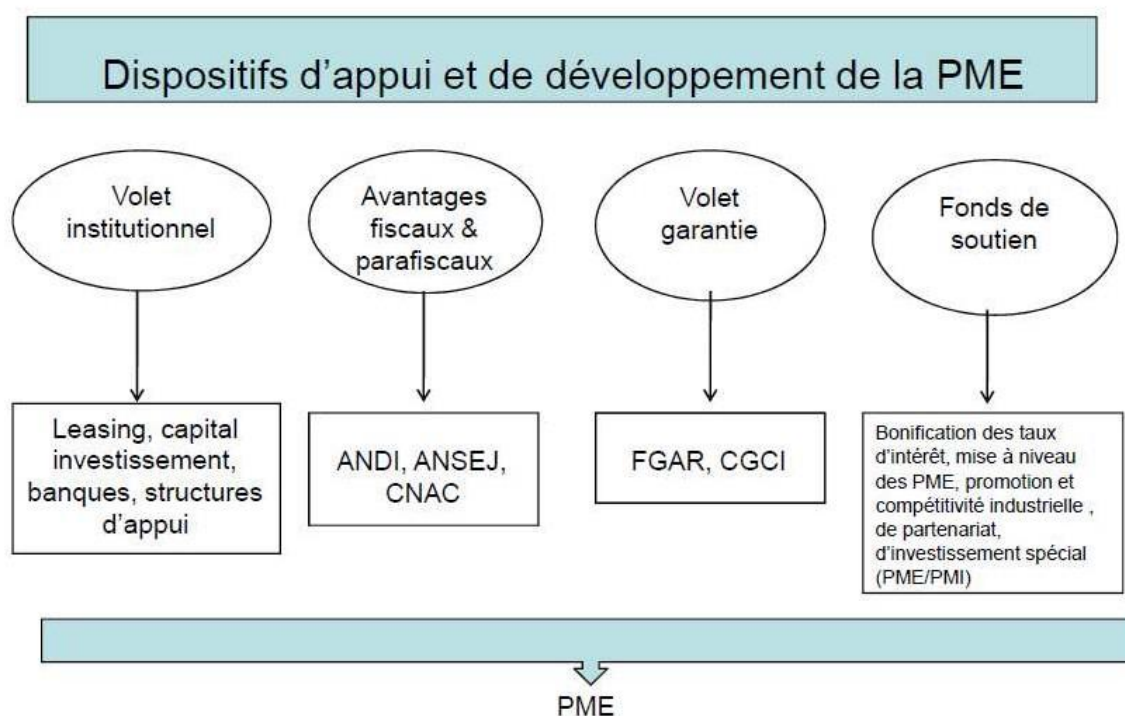 Dispositifs d'appui et de développement de la PME
Volet
institutionnel
Avantages
fiscaux &
parafiscaux
Volet
garantie
Fonds de
soutien
Leasing, capital
investissement,
banques, structures
d'appui
ANDI, ANSEJ,
CNAC
FGAR, CGCI
Bonification des taux
d'intérêt, mise à niveau
des PME, promotion et
compétitivité industrielle ,
de partenariat,
d'investissement spécial
(PME/PMI)
PME